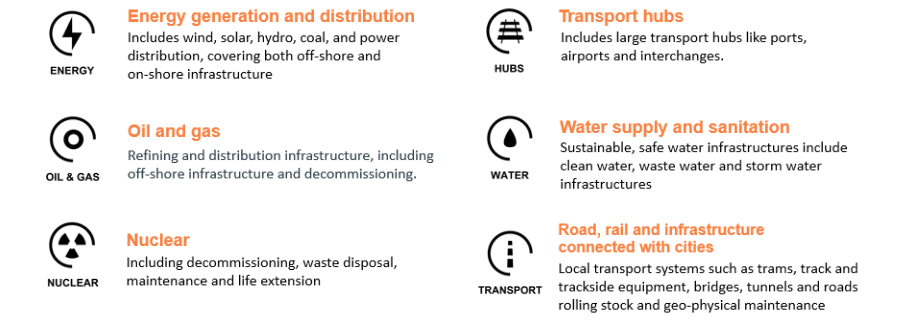 Energy generation and distribution
Includes wind, solar, hydro, coal, and power
distribution, covering both off-shore and
on-shore infrastructure
ENERGY
Oil and gas
Refining and distribution infrastructure, including
off-shore infrastructure and decommissioning.
OIL & GAS
Nuclear
Including decommissioning, waste disposal,
maintenance and life extension
NUCLEAR
Transport hubs
Includes large transport hubs like ports,
airports and interchanges.
HUBS
Water supply and sanitation
Sustainable, safe water infrastructures include
clean water, waste water and storm water
infrastructures
WATER
Road, rail and infrastructure
connected with cities
Local transport systems such as trams, track and
trackside equipment, bridges, tunnels and roads
rolling stock and geo-physical maintenance
TRANSPORT